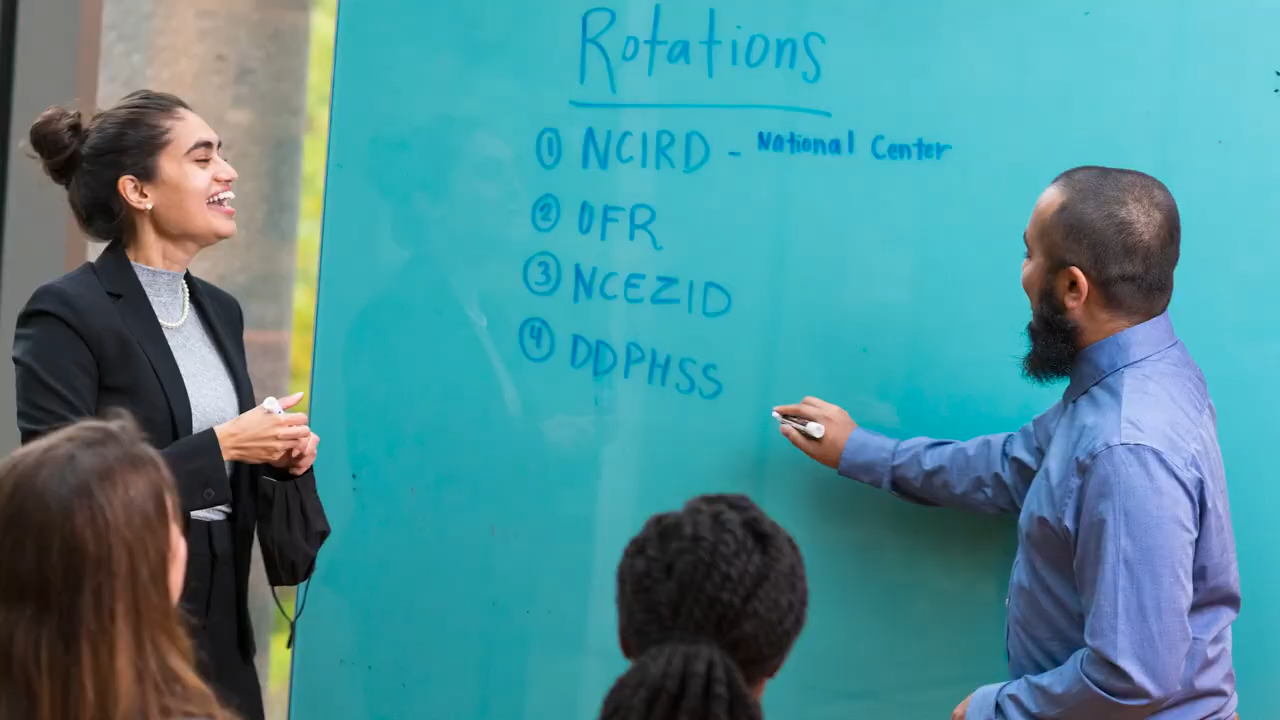 Rotations
① NCIRD - National Center
② OFR
③ NCEZID
④ DDPHSS